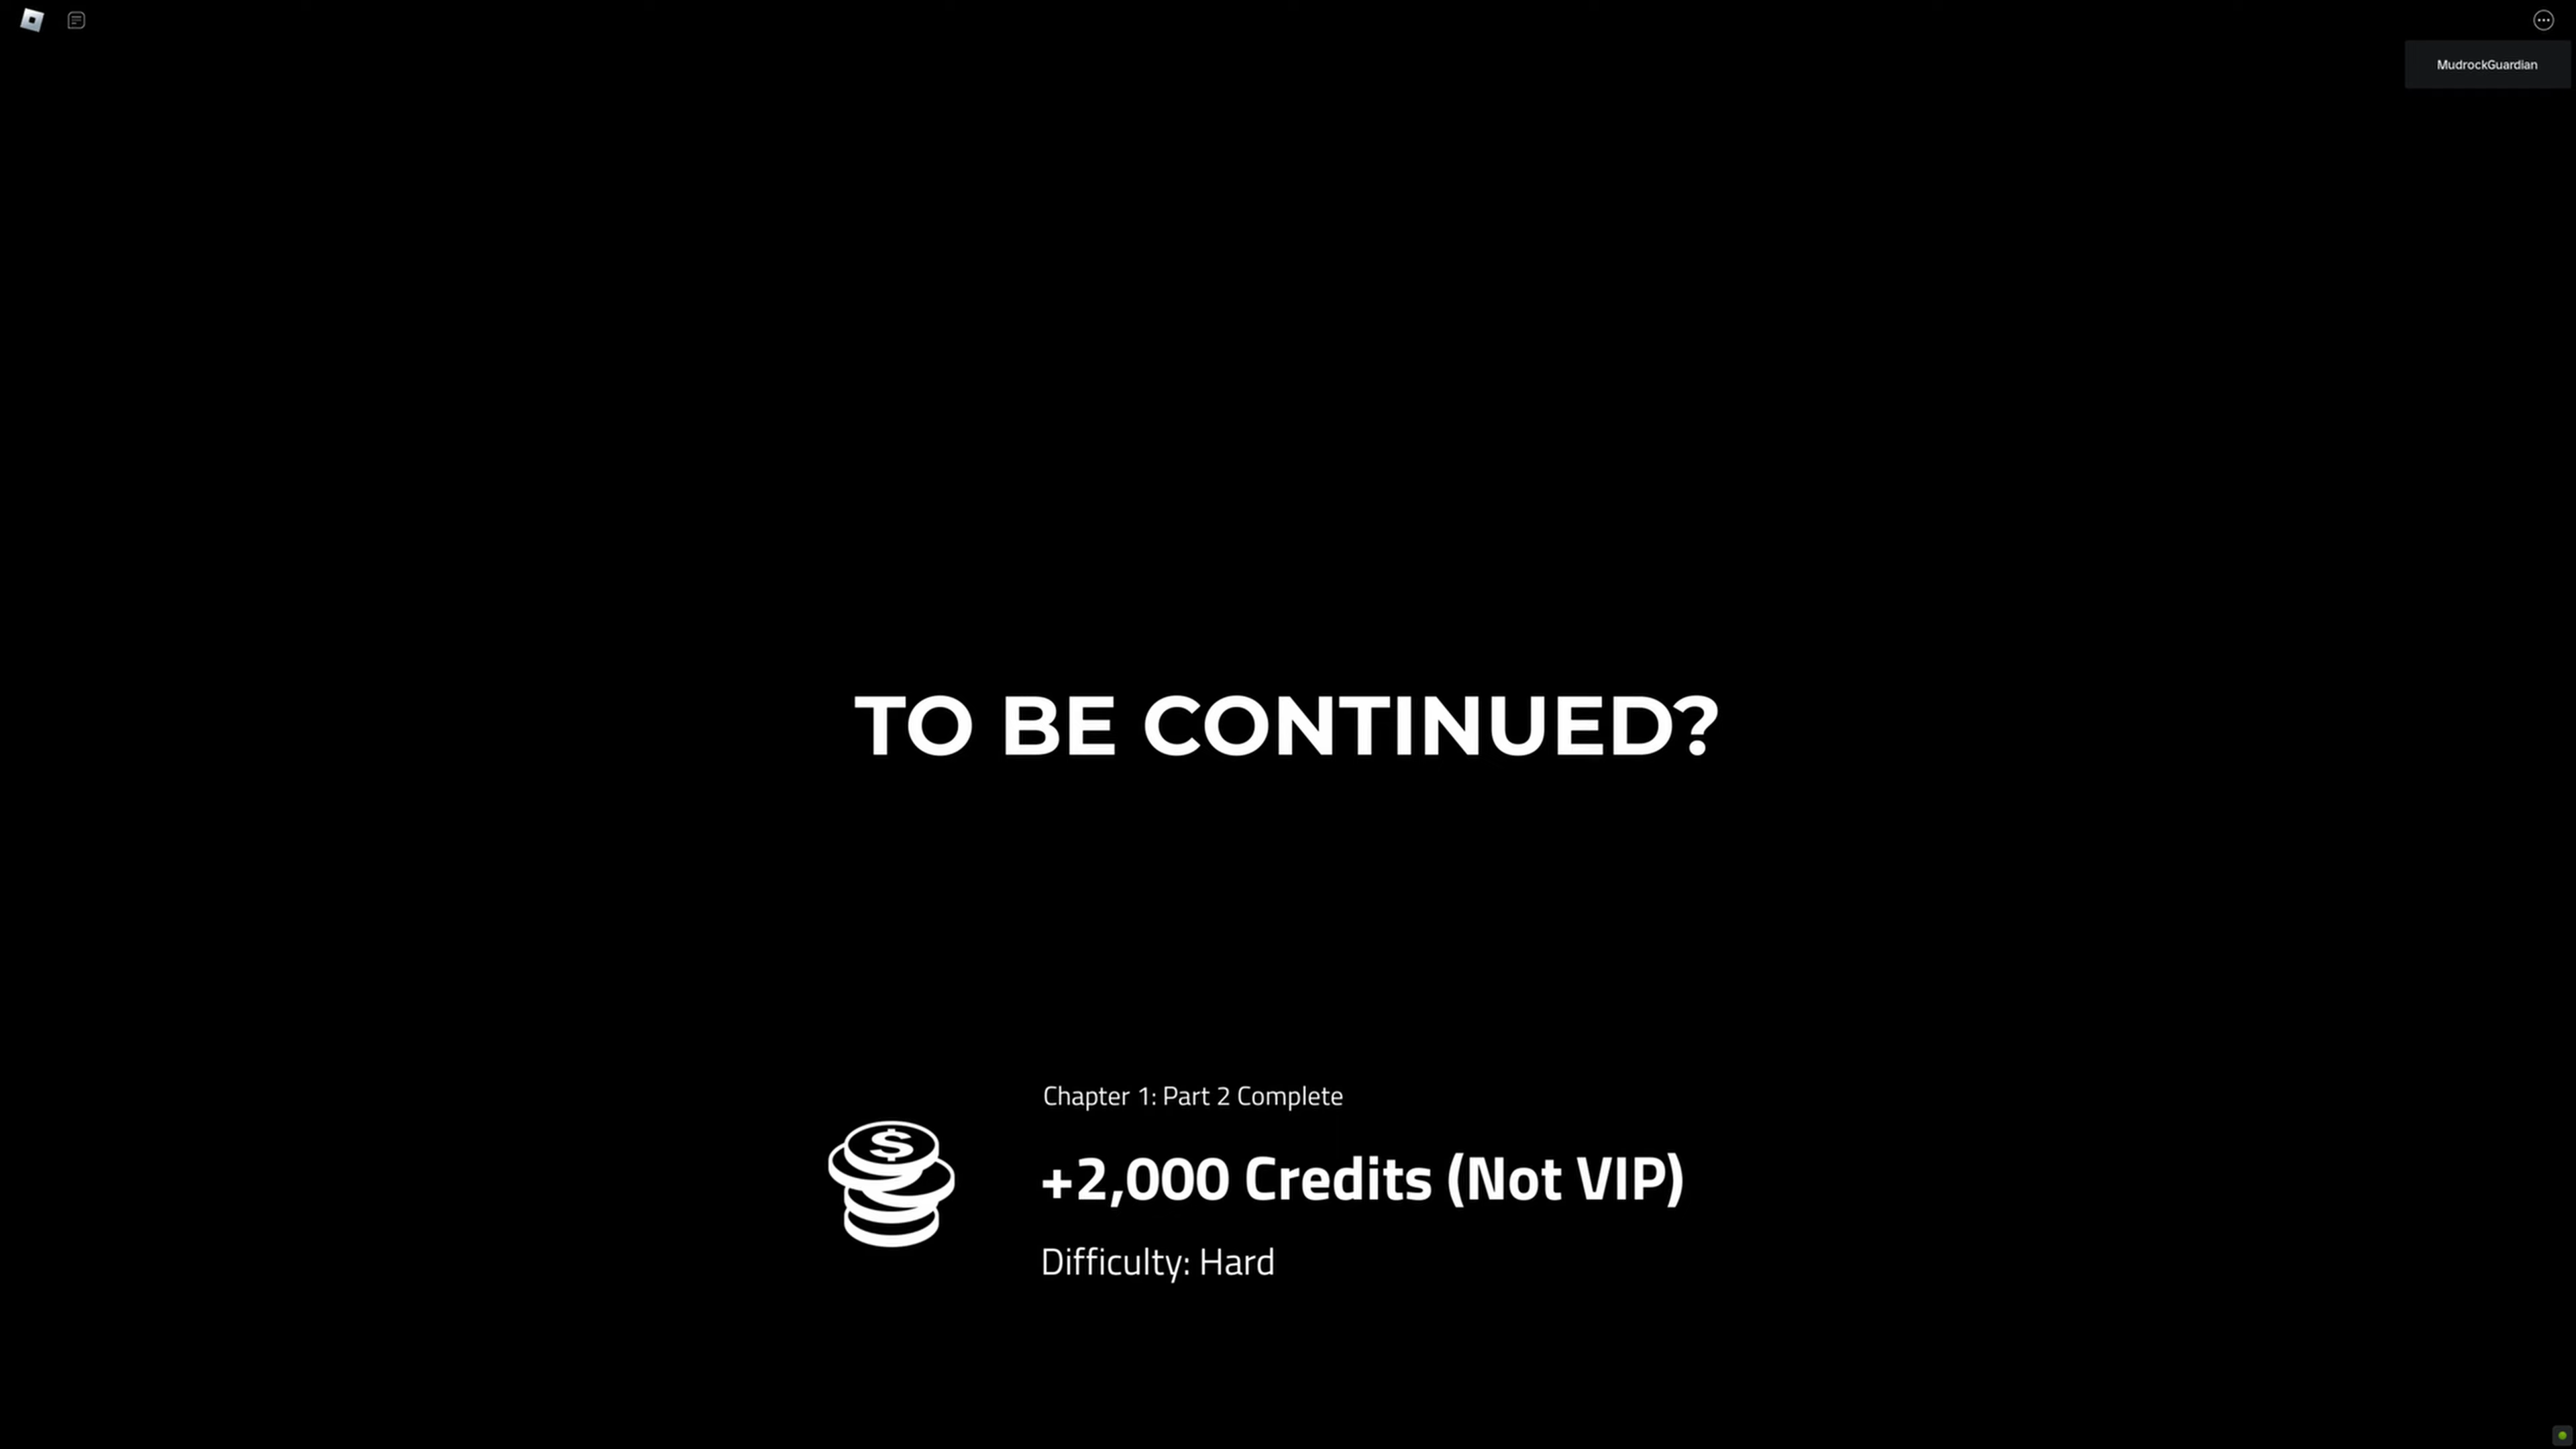 MudrockGuardian
TO BE CONTINUED?
Chapter 1: Part 2 Complete
$
+2,000 Credits (Not VIP)
Difficulty: Hard